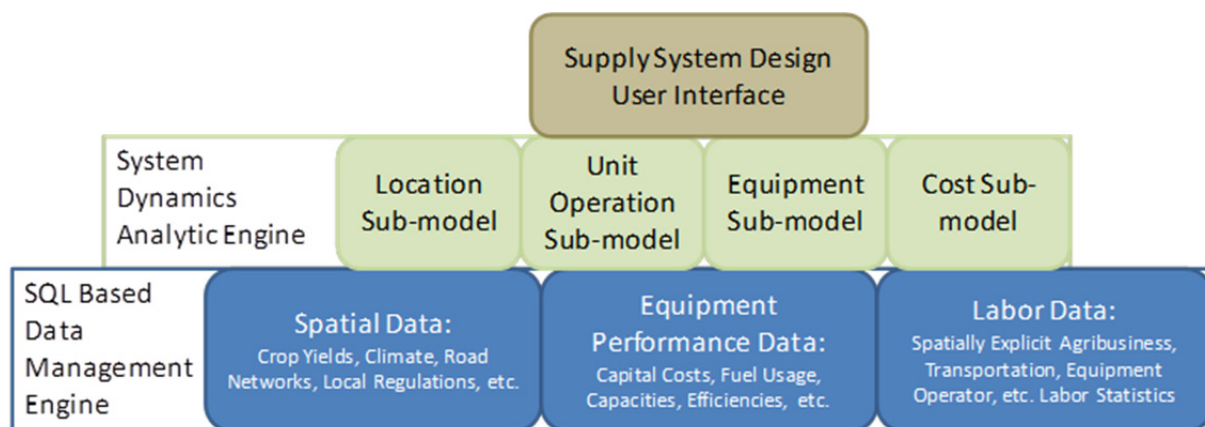 Supply System Design
User Interface
System
Dynamics
Analytic Engine
Location
Sub-model
Unit
Operation
Sub-model
Equipment
Sub-model
Cost Sub-
model
SQL Based
Data
Management
Engine
Spatial Data:
Crop Yields, Climate, Road
Networks, Local Regulations, etc.
Equipment
Performance Data:
Capital Costs, Fuel Usage,
Capacities, Efficiencies, etc.
Labor Data:
Spatially Explicit Agribusiness,
Transportation, Equipment
Operator, etc. Labor Statistics